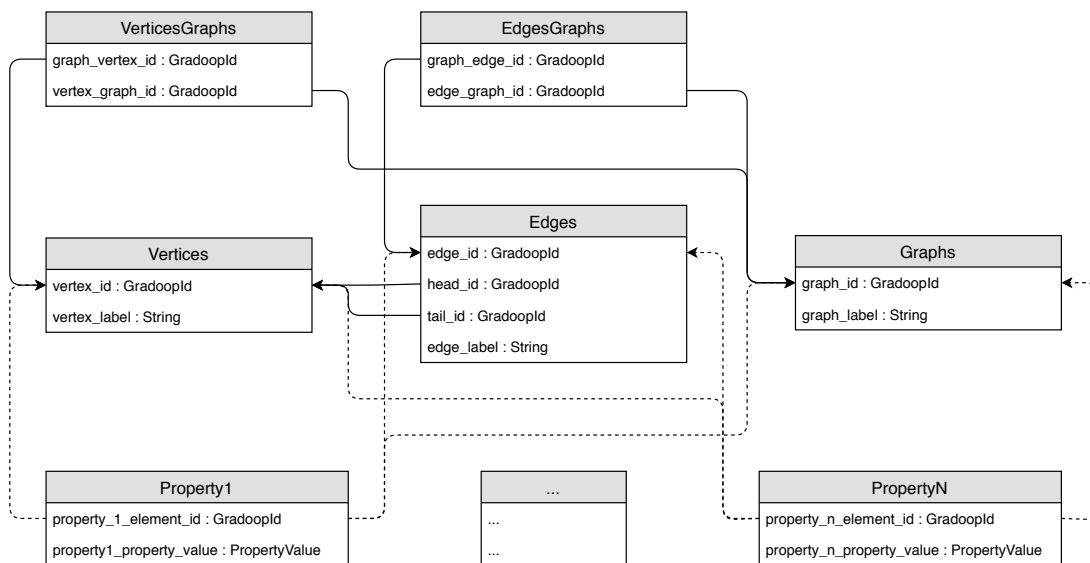 VerticesGraphs
graph_vertex_id : GradoopId
vertex_graph_id : GradoopId
EdgesGraphs
graph_edge_id : GradoopId
edge_graph_id : GradoopId
Vertices
vertex_id : GradoopId
vertex_label : String
Edges
edge_id : GradoopId
head_id : GradoopId
tail_id : GradoopId
edge_label : String
Graphs
graph_id : GradoopId
graph_label : String
Property1
property_1_element_id : GradoopId
property1_property_value : PropertyValue
...
...
...
PropertyN
property_n_element_id : GradoopId
property_n_property_value : PropertyValue